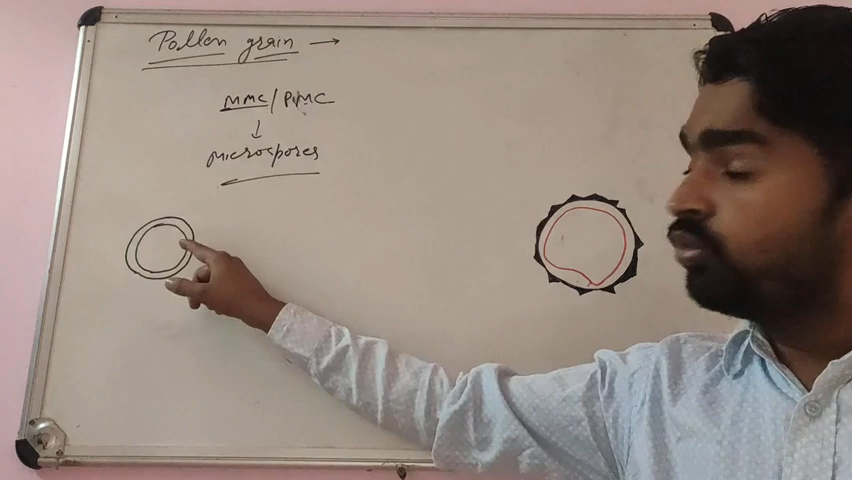 Pollen grain →
MMC/PMC
↓
microspores